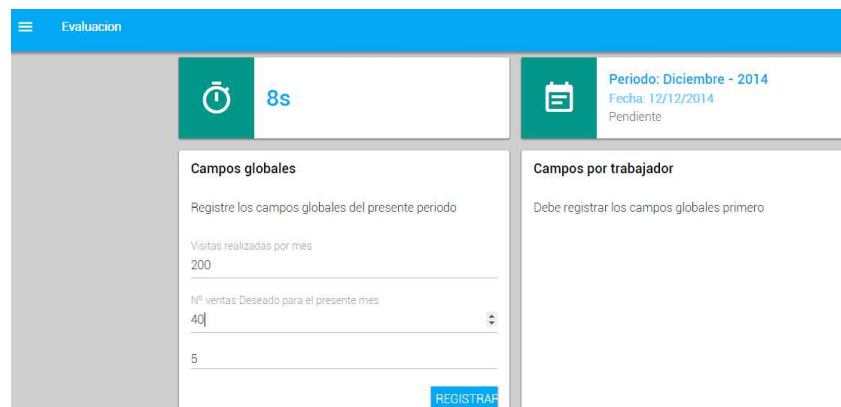 Evaluacion
8s
Periodo: Diciembre - 2014
Fecha: 12/12/2014
Pendiente
Campos globales
Registre los campos globales del presente periodo
Visitas realizadas por mes
200
Nº ventas Deseado para el presente mes
40
5
REGISTRAR
Campos por trabajador
Debe registrar los campos globales primero